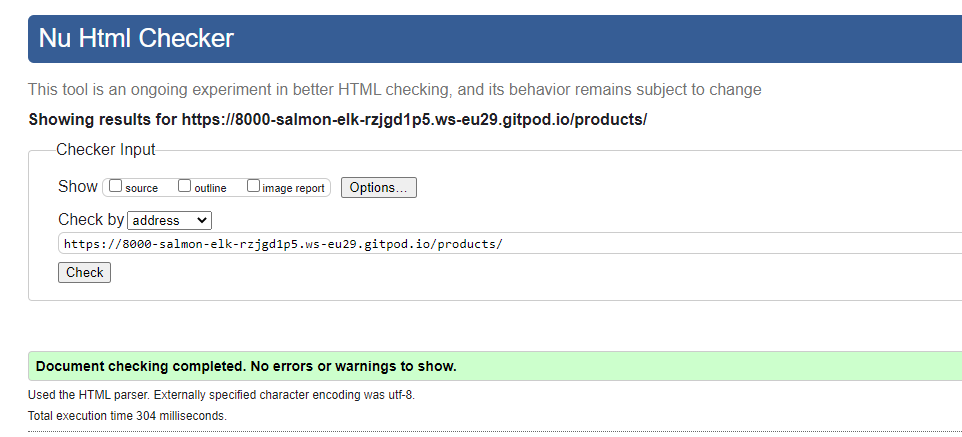 Nu Html Checker
This tool is an ongoing experiment in better HTML checking, and its behavior remains subject to change
Showing results for https://8000-salmon-elk-rzjgd1p5.ws-eu29.gitpod.io/products/
Checker Input
Show source outline image report Options...
Check by address
https://8000-salmon-elk-rzjgd1p5.ws-eu29.gitpod.io/products/
Check
Document checking completed. No errors or warnings to show.
Used the HTML parser. Externally specified character encoding was utf-8.
Total execution time 304 milliseconds.